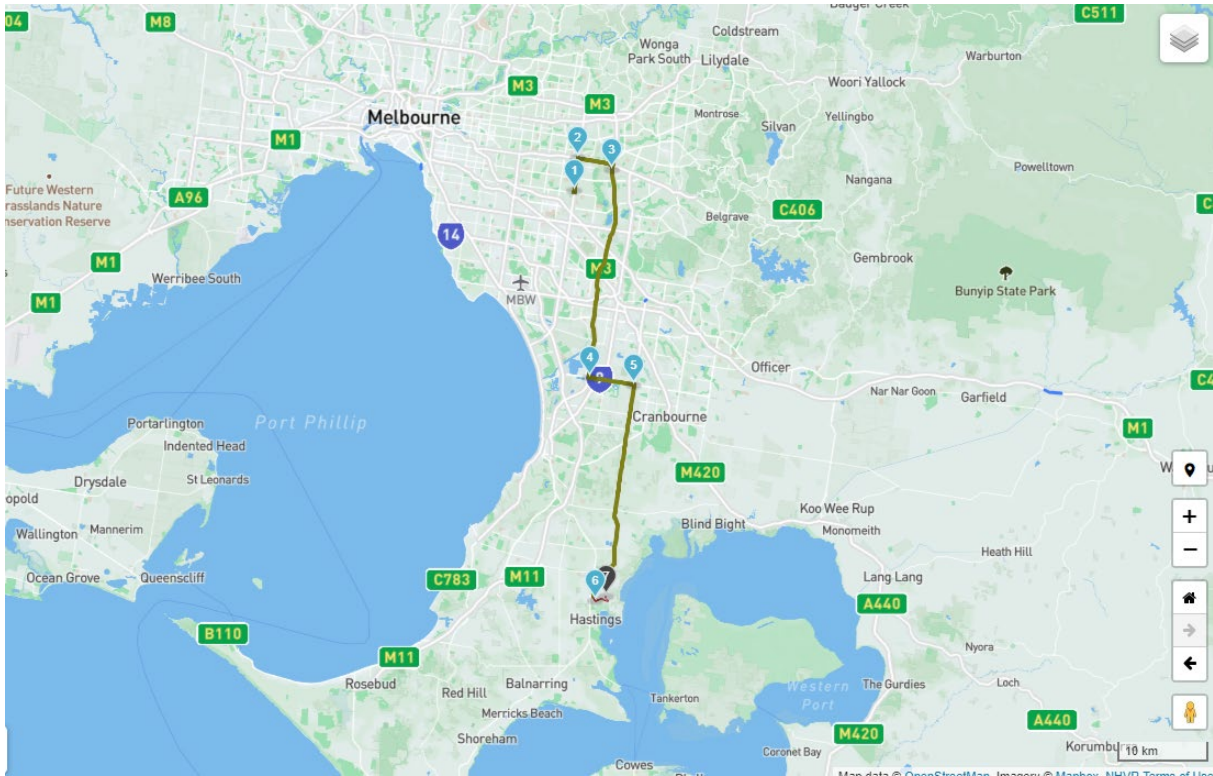 04
M8
Badger Creek
C511
Coldstream
Wonga
Park South
Lilydale
Warburton
Woori Yallock
M3
M3
Melbourne
Montrose
Yellingbo
Silvan
M1
2
3
Powelltown
1
Nangana
Future Western
Grasslands Nature
Conservation Reserve
A96
Belgrave
C406
C
14
Gembrook
M1
M3
Werribee South
MBW
Bunyip State Park
M1
4
5
Officer
9
C4
Nar Nar Goon
Garfield
Cranbourne
Portarlington
Port Phillip
M1
Indented Head
M420
Drysdale
St Leonards
Koo Wee Rup
Blind Bight
Monomeith
Wallington
Mannerim
Heath Hill
Ocean Grove
Queenscliff
C783
M11
6
7
Lang Lang
A440
Hastings
B110
M11
Nyora
Rosebud
Red Hill
Balnarring
Western
Port
The Gurdies
Loch
Tankerton
Merricks Beach
A440
Shoreham
M420
Coronet Bay
10 km
Cowes
Map data © OpenStreetMap, Imagery © Mapbox, NHVR Terms of Use